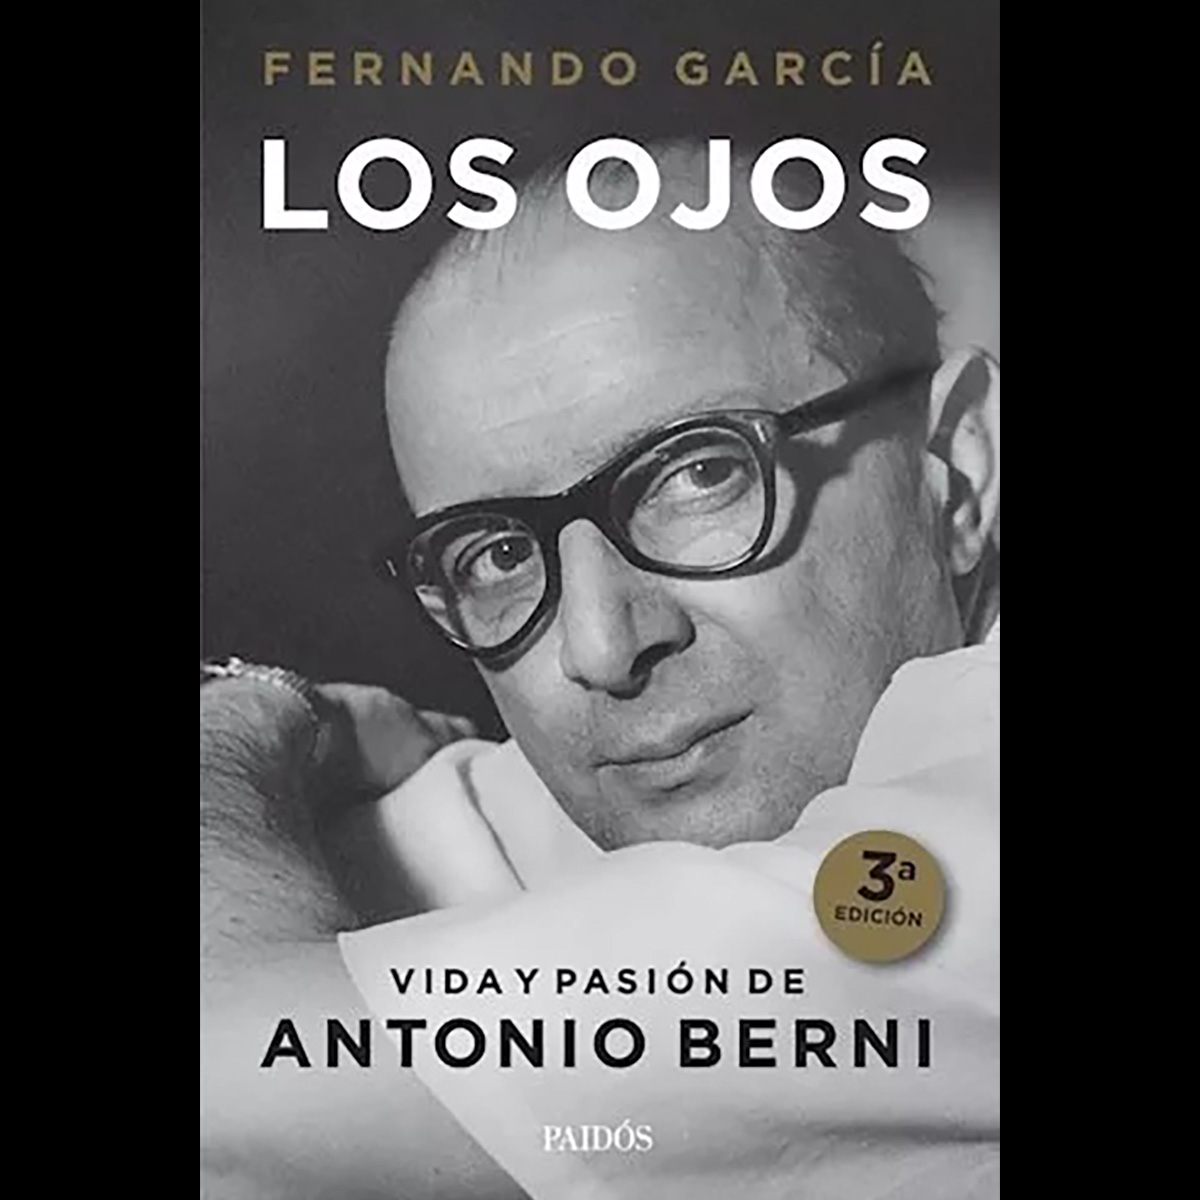 FERNANDO GARCÍA
LOS OJOS
3ª
EDICIÓN
VIDA Y PASIÓN DE
ANTONIO BERNI
PAIDÓS